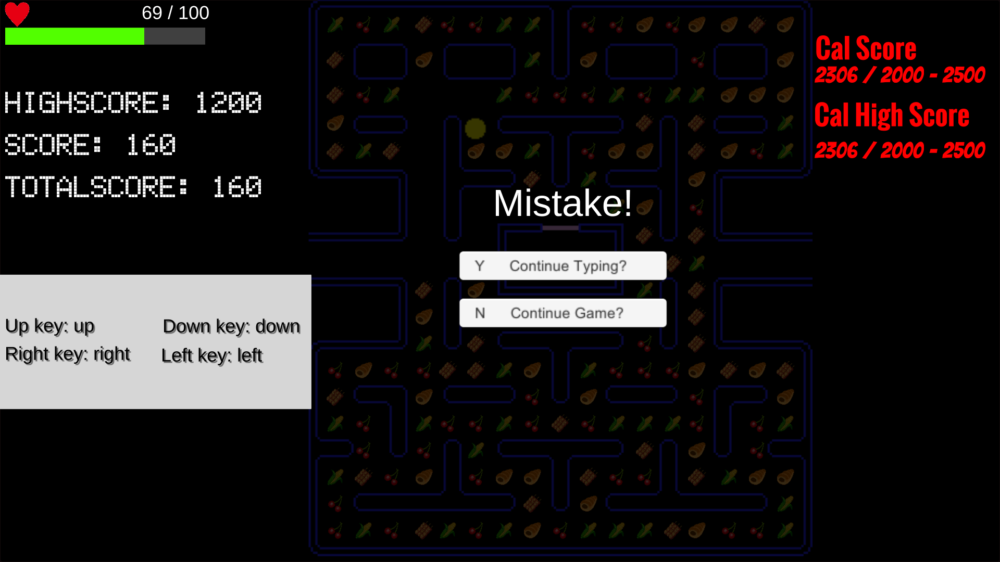 69 / 100
HIGHSCORE: 1200
SCORE: 160
TOTALSCORE: 160
Cal Score
2306 / 2000 - 2500
Cal High Score
2306 / 2000 - 2500
Mistake!
Y Continue Typing?
N Continue Game?
Up key: up Down key: down
Right key: right Left key: left